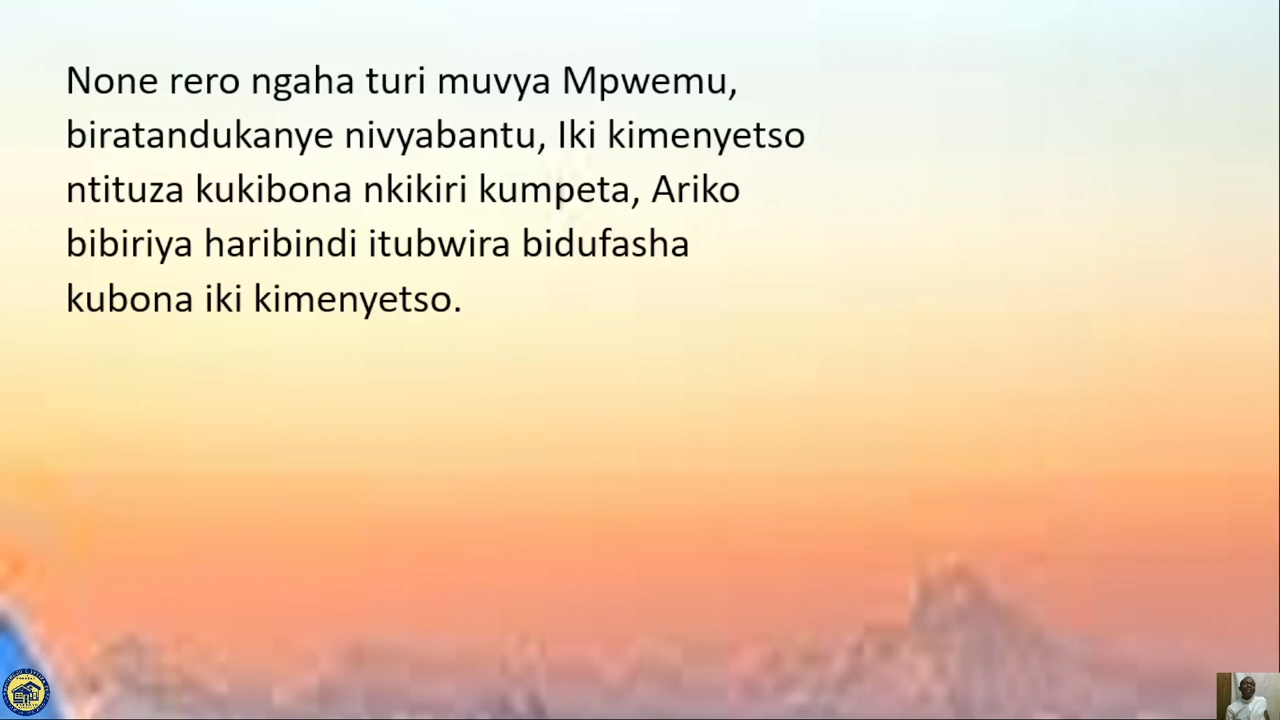 None rero ngaha turi muvya Mpwemu,
biratandukanye nivyabantu, Iki kimenyetso
ntituza kukibona nkikiri kumpeta, Ariko
bibiriya haribindi itubwira bidufasha
kubona iki kimenyetso.